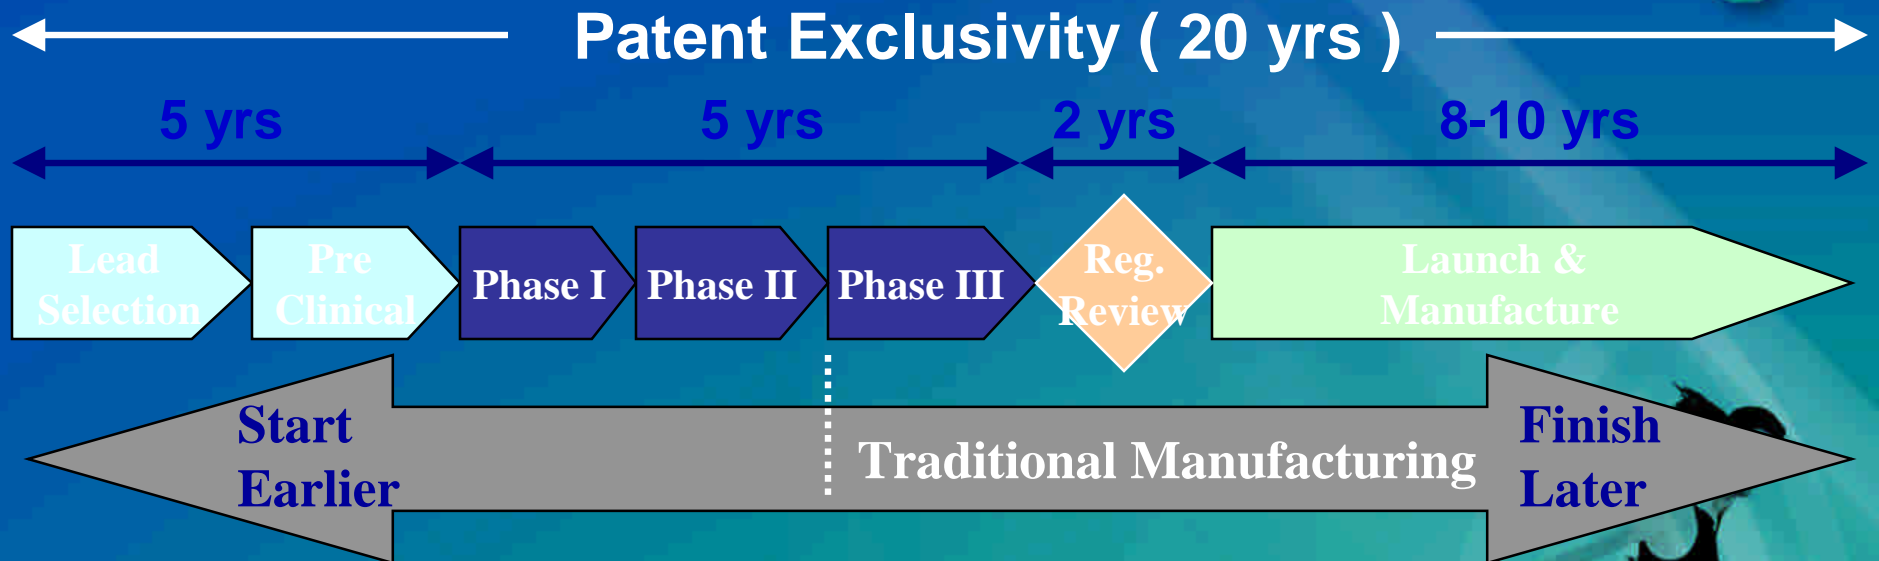 Patent Exclusivity ( 20 yrs )
5 yrs
5 yrs
2 yrs
8-10 yrs
Lead
Selection
Pre
Clinical
Phase I
Phase II
Phase III
Reg.
Review
Launch &
Manufacture
Start
Earlier
Traditional Manufacturing
Finish
Later